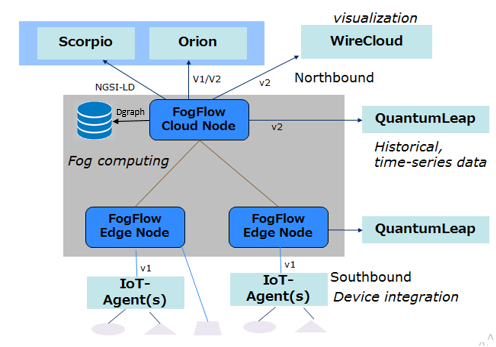 visualization
Scorpio
Orion
WireCloud
NGSI-LD
V1/V2
v2
Northbound
Dgraph
FogFlow
Cloud Node
v2
QuantumLeap
Fog computing
Historical,
time-series data
FogFlow
Edge Node
FogFlow
Edge Node
QuantumLeap
v1
v1
IoT-
Agent(s)
IoT-
Agent(s)
Southbound
Device integration